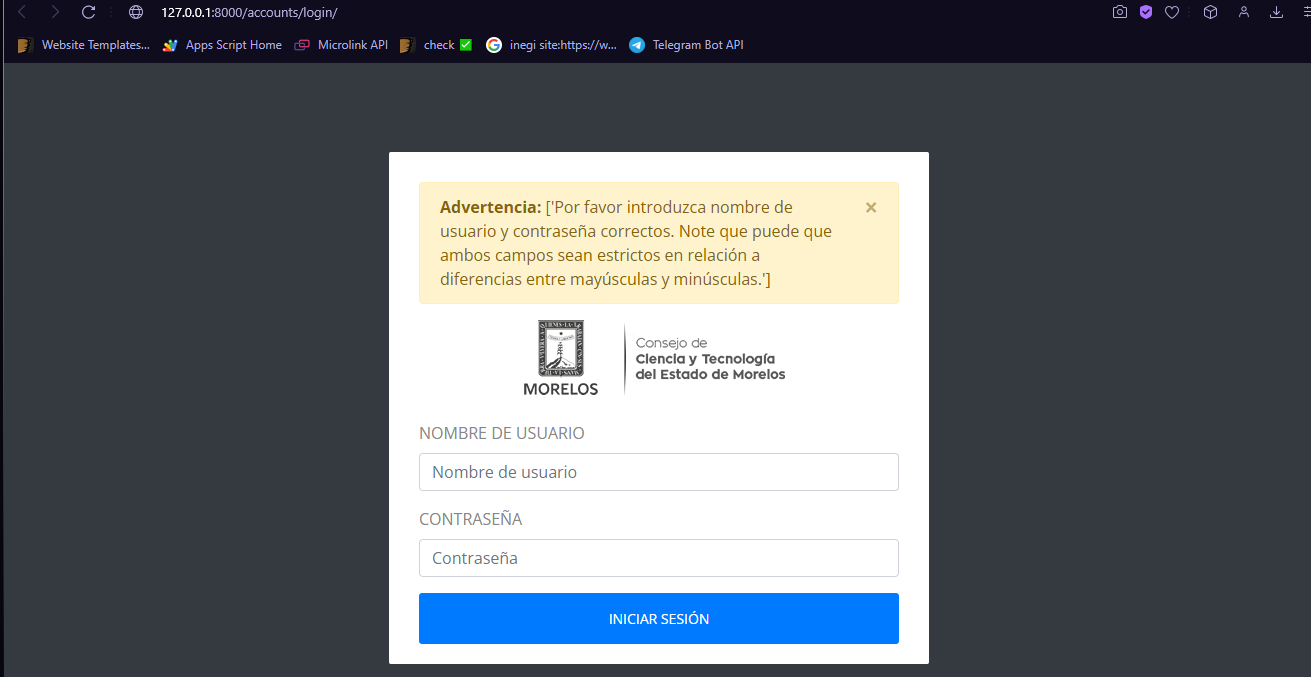 127.0.0.1:8000/accounts/login/
Website Templates... Apps Script Home Microlink API check ✅ inegi site:https://w... Telegram Bot API
Advertencia: ['Por favor introduzca nombre de
usuario y contraseña correctos. Note que puede que
ambos campos sean estrictos en relación a
diferencias entre mayúsculas y minúsculas.']
×
MORELOS
Consejo de
Ciencia y Tecnología
del Estado de Morelos
NOMBRE DE USUARIO
Nombre de usuario
CONTRASEÑA
Contraseña
INICIAR SESIÓN